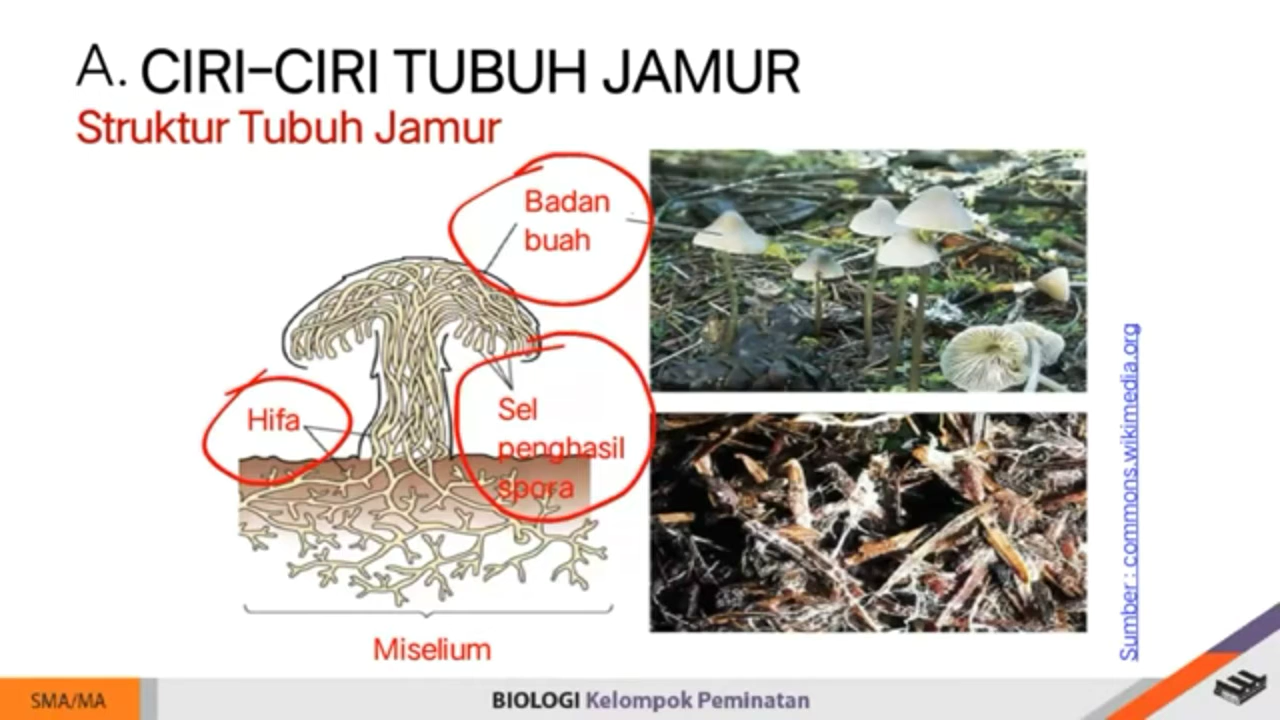 A. CIRI-CIRI TUBUH JAMUR
Struktur Tubuh Jamur
Badan
buah
Hifa
Sel
penghasil
spora
Miselium
Sumber : commons.wikimedia.org
SMA/MA
BIOLOGI Kelompok Peminatan